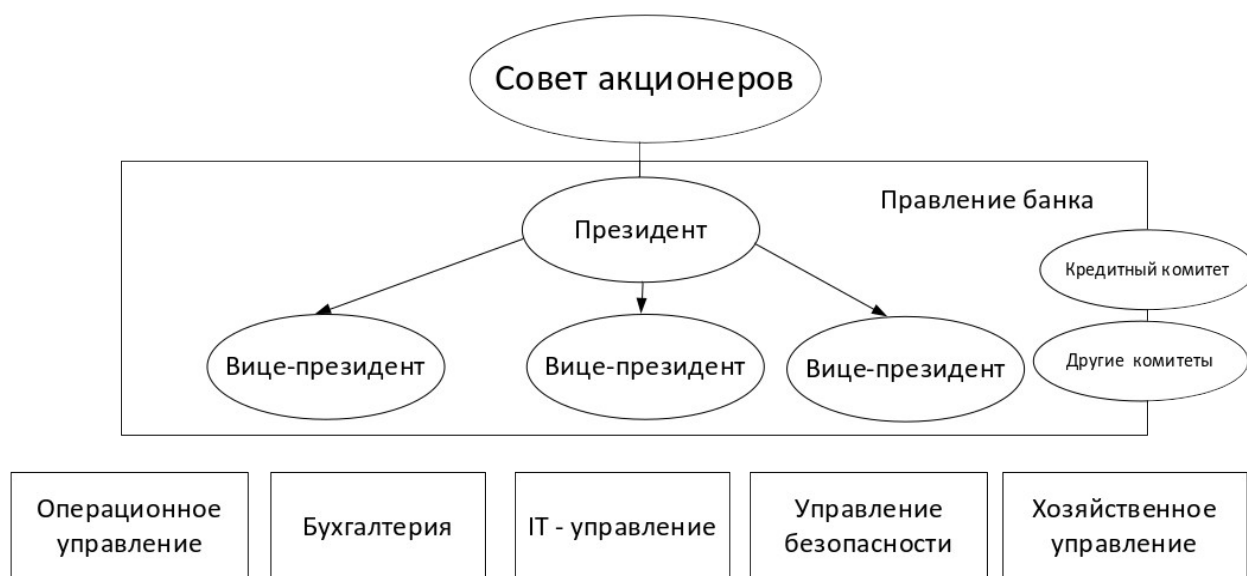 Совет акционеров
Правление банка
Президент
Кредитный комитет
Другие комитеты
Вице-президент
Вице-президент
Вице-президент
Операционное
управление
Бухгалтерия
IT - управление
Управление
безопасности
Хозяйственное
управление